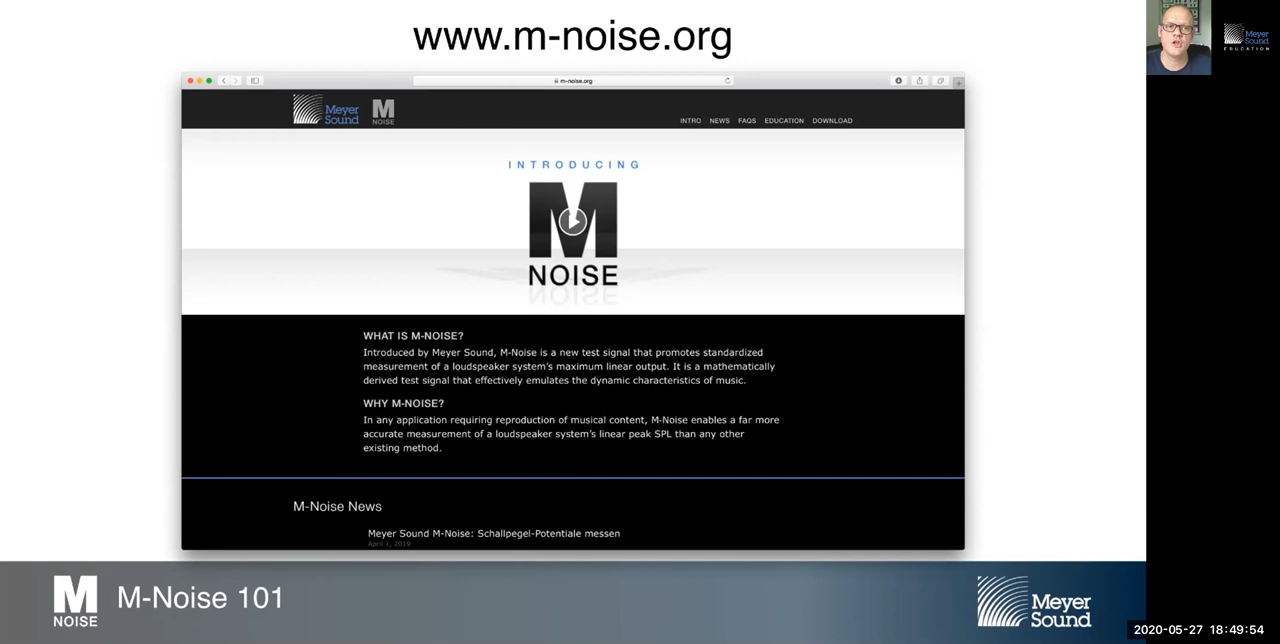 www.m-noise.org
Meyer
Sound
EDUCATION
m-noise.org
Meyer
Sound
M
NOISE
INTRO NEWS FAQS EDUCATION DOWNLOAD
INTRODUCING
M
NOISE
WHAT IS M-NOISE?
Introduced by Meyer Sound, M-Noise is a new test signal that promotes standardized
measurement of a loudspeaker system's maximum linear output. It is a mathematically
derived test signal that effectively emulates the dynamic characteristics of music.
WHY M-NOISE?
In any application requiring reproduction of musical content, M-Noise enables a far more
accurate measurement of a loudspeaker system's linear peak SPL than any other
existing method.
M-Noise News
Meyer Sound M-Noise: Schallpegel-Potentiale messen
April 1, 2019
M
NOISE
M-Noise 101
Meyer
Sound
2020-05-27 18:49:54